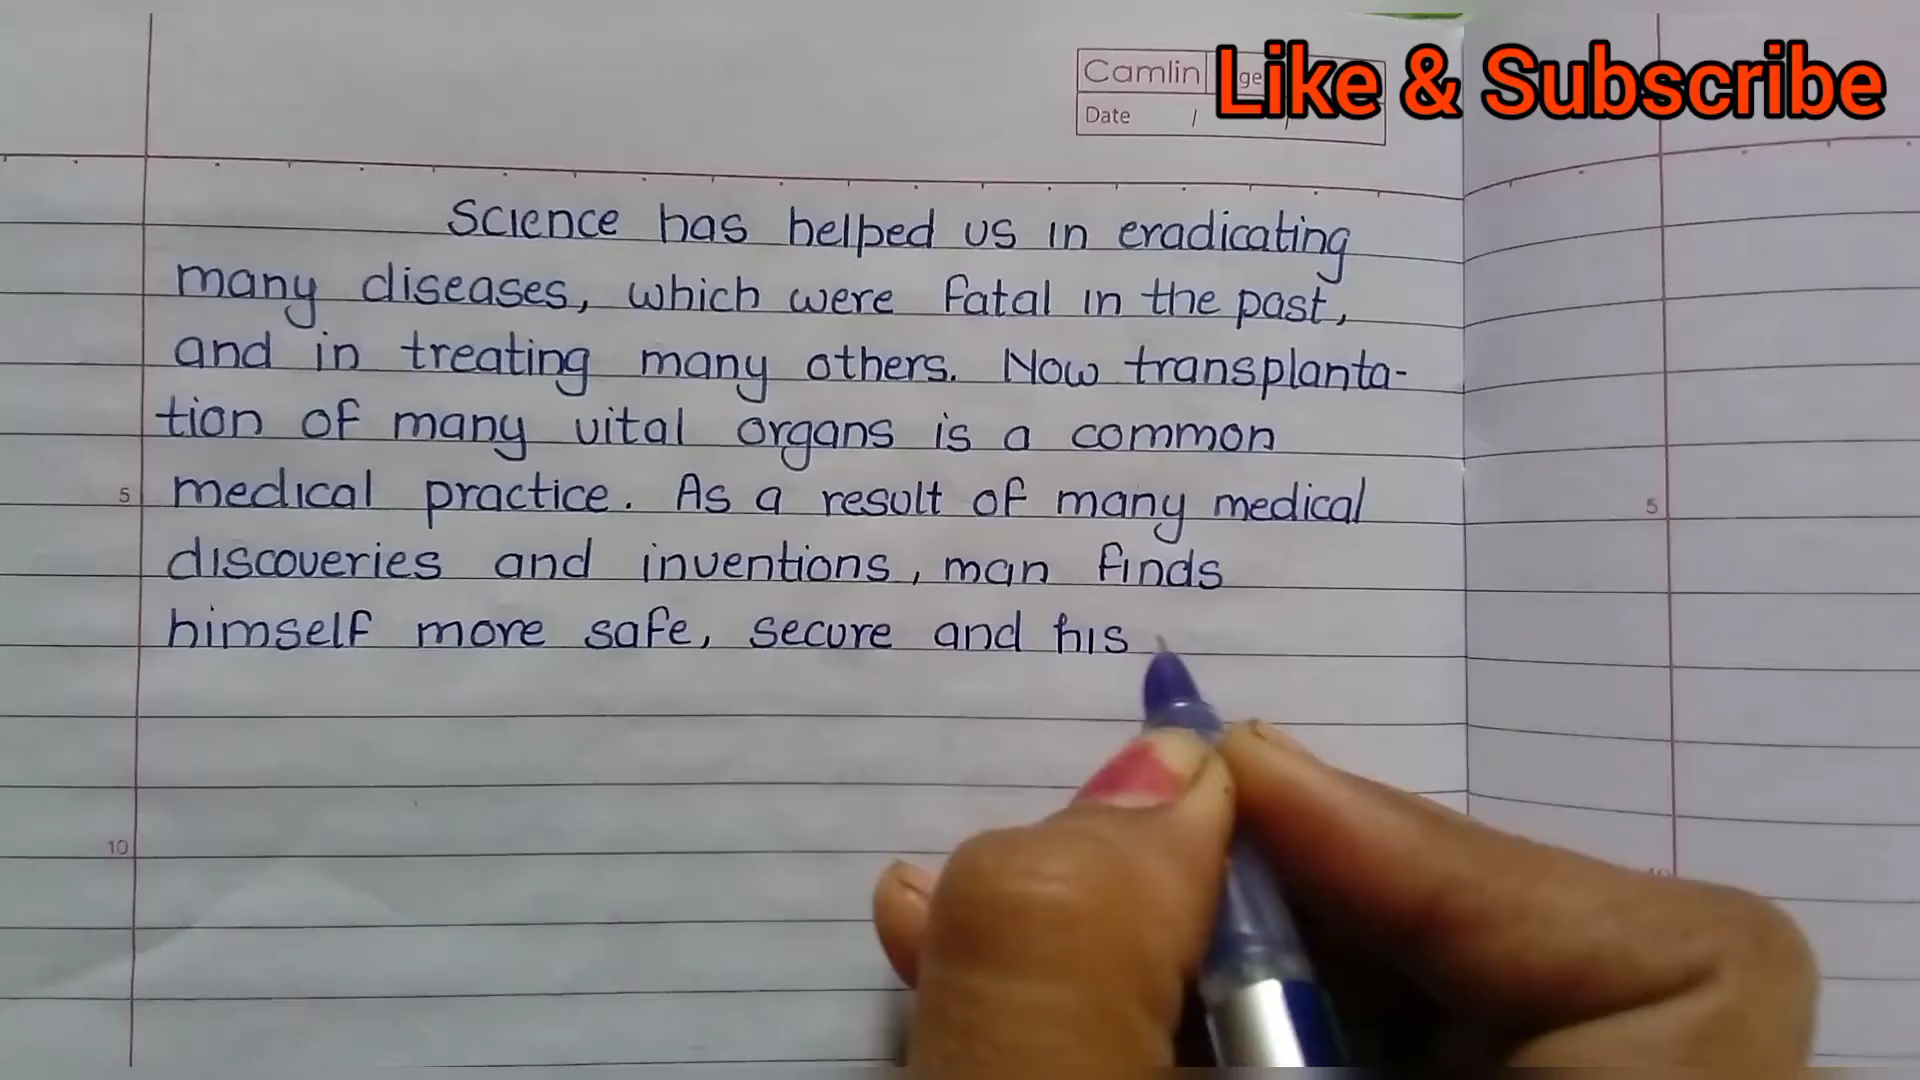 Like & Subscribe
Camlin
Date / /
Science has helped us in eradicating
many diseases, which were fatal in the past,
and in treating many others. Now transplanta-
tion of many vital organs is a common
5 medical practice. As a result of many medical
discoveries and inventions, man finds
himself more safe, secure and his
10
5